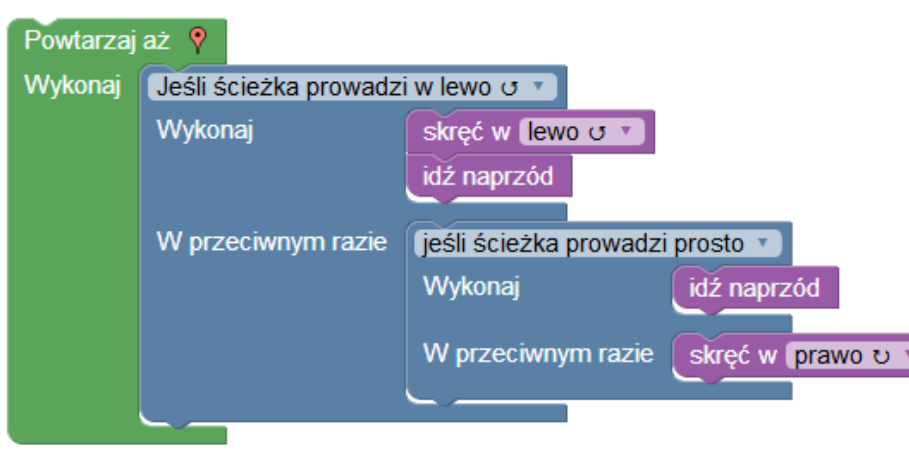 Powtarzaj aż
Wykonaj
Jeśli ścieżka prowadzi w lewo ↺ ▼
Wykonaj
skręć w lewo ↺ ▼
idź naprzód
W przeciwnym razie
jeśli ścieżka prowadzi prosto ▼
Wykonaj
idź naprzód
W przeciwnym razie
skręć w prawo ↻